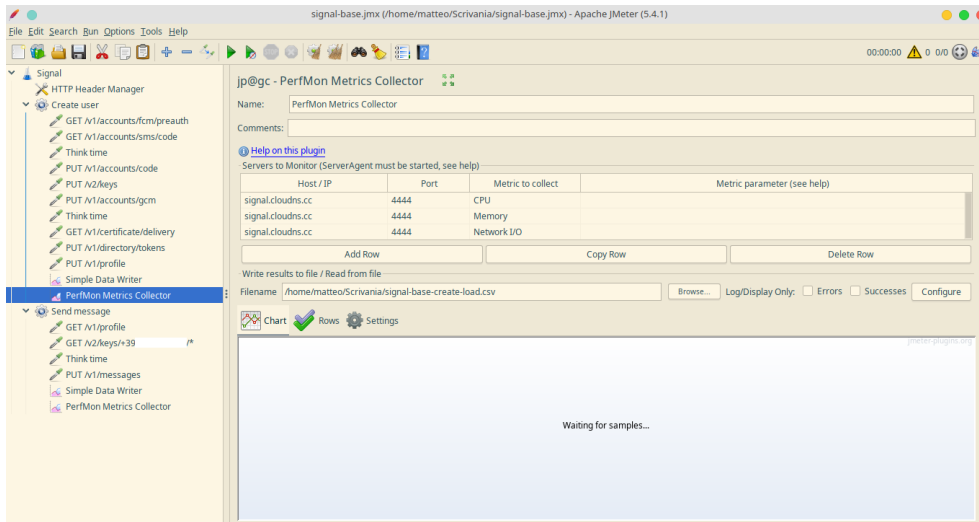 signal-base.jmx (/home/matteo/Scrivania/signal-base.jmx) - Apache JMeter (5.4.1)
File Edit Search Run Options Tools Help
00:00:00 0 0/0
Signal
HTTP Header Manager
Create user
GET /v1/accounts/fcm/preauth
GET /v1/accounts/sms/code
Think time
PUT /v1/accounts/code
PUT /v2/keys
PUT /v1/accounts/gcm
Think time
GET /v1/certificate/delivery
PUT /v1/directory/tokens
PUT /v1/profile
Simple Data Writer
PerfMon Metrics Collector
Send message
GET /v1/profile
GET /v2/keys/+39 /*
Think time
PUT /v1/messages
Simple Data Writer
PerfMon Metrics Collector
jp@gc - PerfMon Metrics Collector
Name: PerfMon Metrics Collector
Comments:
Help on this plugin
Servers to Monitor (ServerAgent must be started, see help)
Host / IP Port Metric to collect Metric parameter (see help)
signal.cloudns.cc 4444 CPU
signal.cloudns.cc 4444 Memory
signal.cloudns.cc 4444 Network I/O
Add Row Copy Row Delete Row
Write results to file / Read from file
Filename /home/matteo/Scrivania/signal-base-create-load.csv Browse... Log/Display Only: Errors Successes Configure
Chart Rows Settings
jmeter-plugins.org
Waiting for samples...